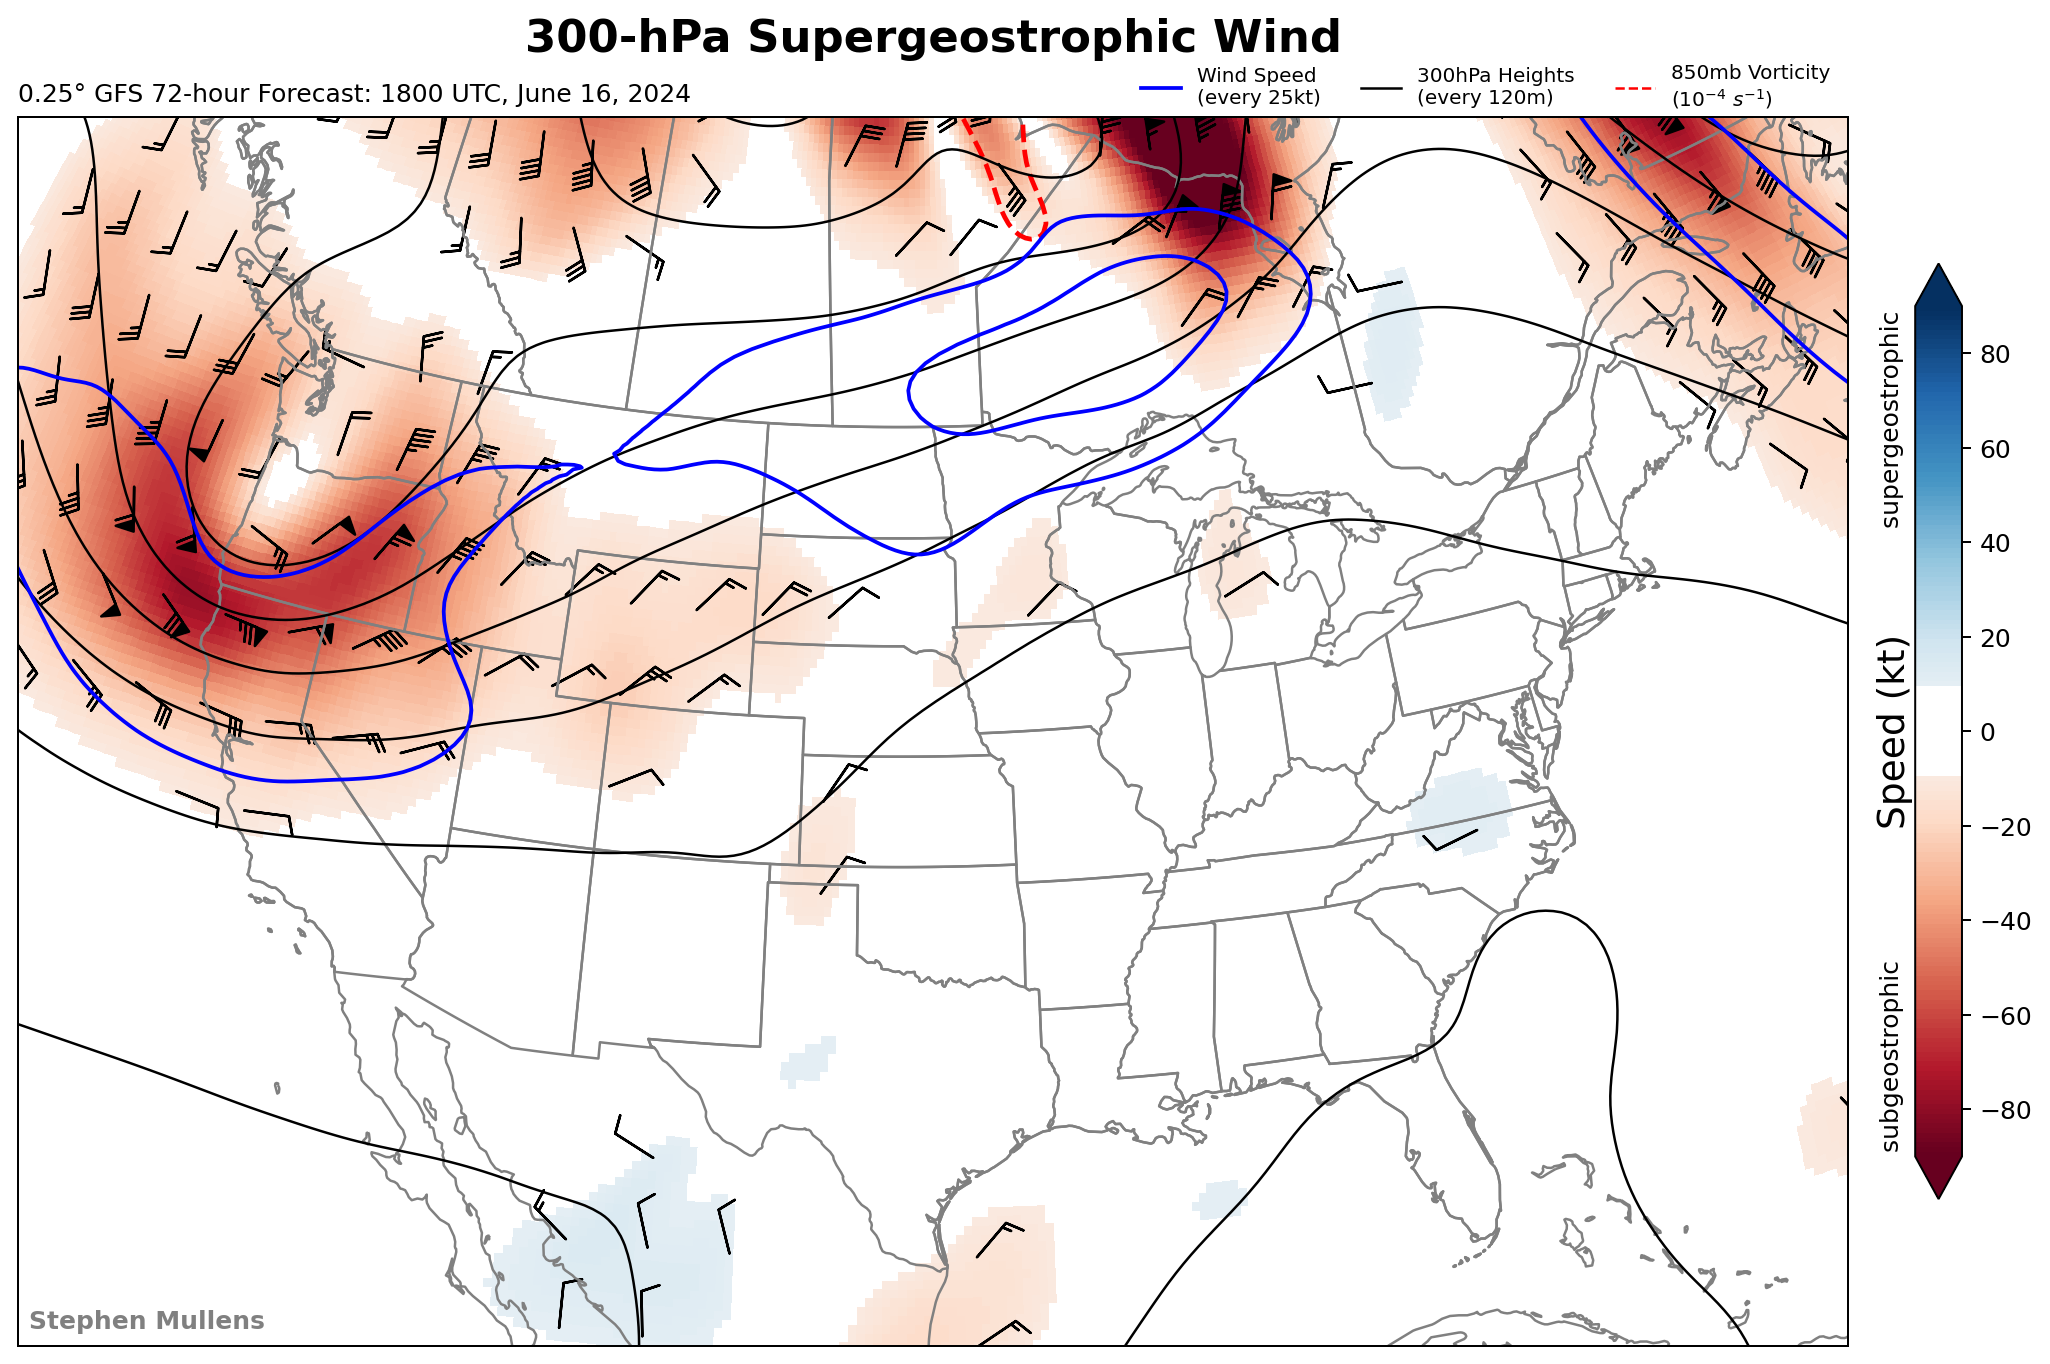 300-hPa Supergeostrophic Wind
0.25° GFS 72-hour Forecast: 1800 UTC, June 16, 2024
Wind Speed
(every 25kt)
300hPa Heights
(every 120m)
850mb Vorticity
(10⁻⁴ s⁻¹)
supergeostrophic
Speed (kt)
subgeostrophic
80
60
40
20
0
−20
−40
−60
−80
Stephen Mullens